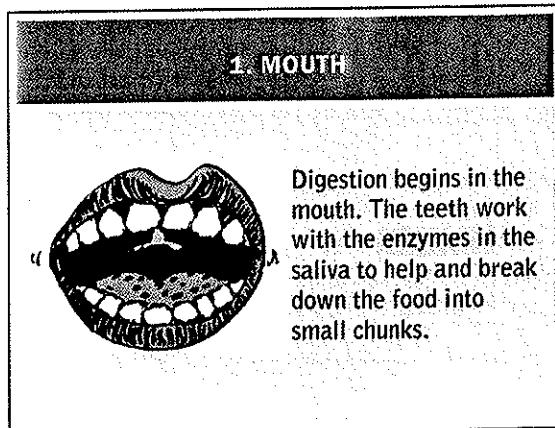 1. MOUTH
Digestion begins in the
mouth. The teeth work
with the enzymes in the
saliva to help and break
down the food into
small chunks.